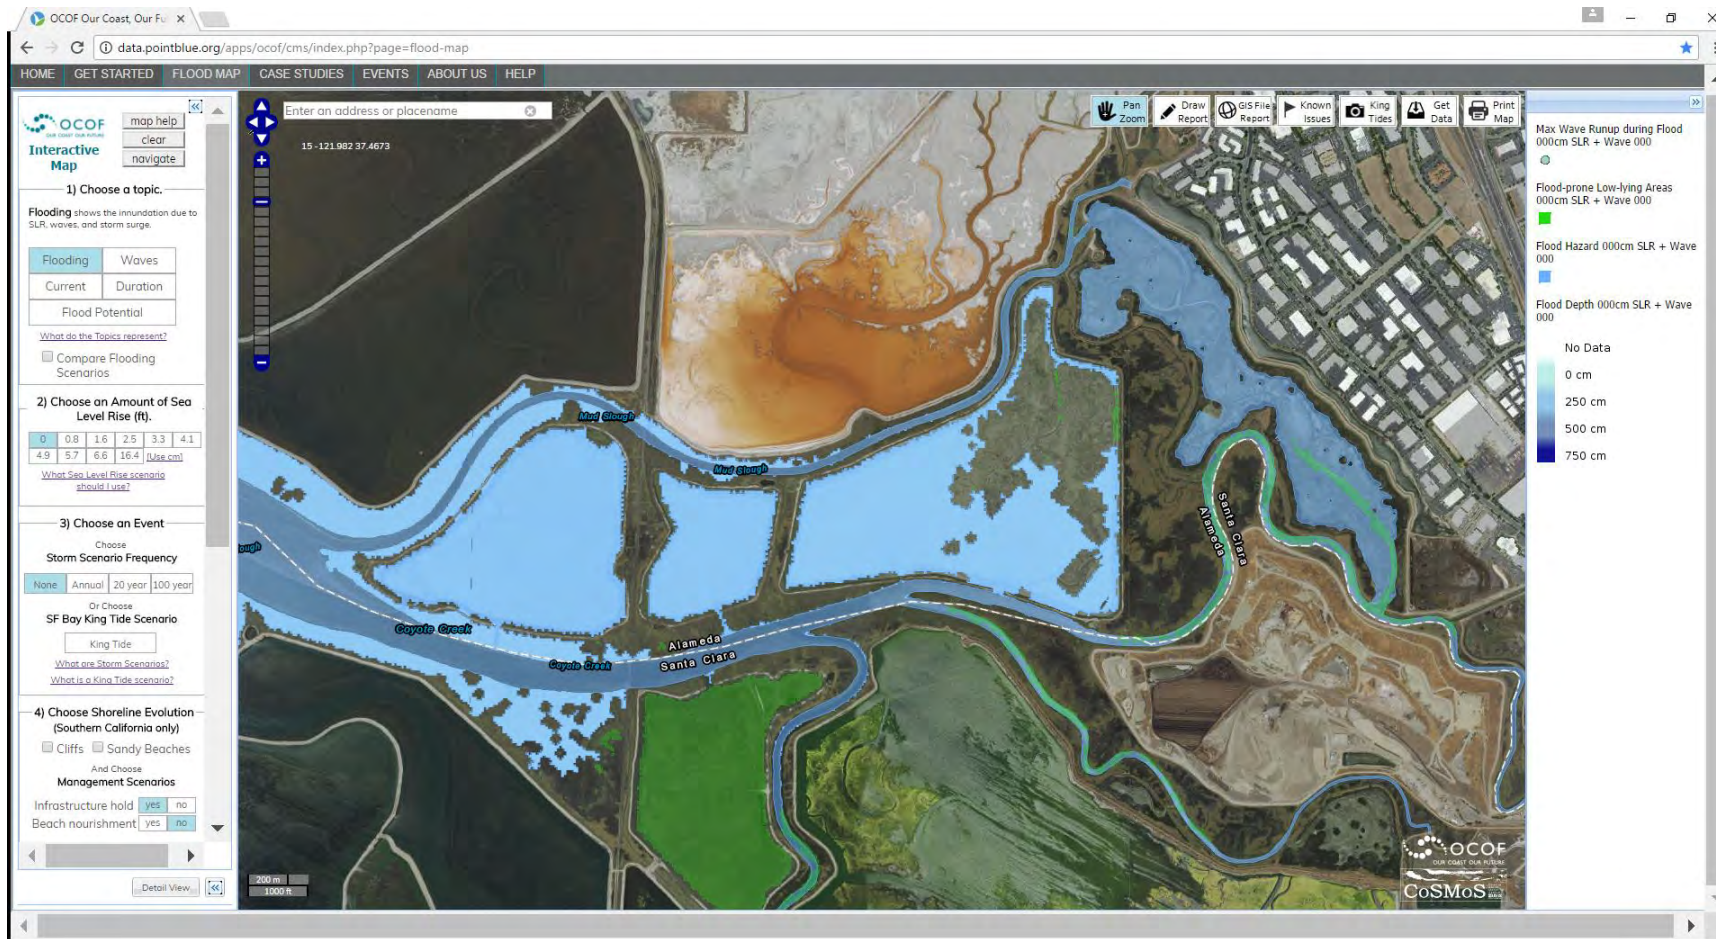 OCOF Our Coast, Our Fu
data.pointblue.org/apps/ocof/cms/index.php?page=flood-map
HOME GET STARTED FLOOD MAP CASE STUDIES EVENTS ABOUT US HELP
OCOF
OUR COAST OUR FUTURE
Interactive
Map
map help
clear
navigate
1) Choose a topic.
Flooding shows the innundation due to
SLR, waves, and storm surge.
Flooding Waves
Current Duration
Flood Potential
What do the Topics represent?
Compare Flooding
Scenarios
2) Choose an Amount of Sea
Level Rise (ft).
0 0.8 1.6 2.5 3.3 4.1
4.9 5.7 6.6 16.4 [Use cm]
What Sea Level Rise scenario
should I use?
3) Choose an Event
Choose
Storm Scenario Frequency
None Annual 20 year 100 year
Or Choose
SF Bay King Tide Scenario
King Tide
What are Storm Scenarios?
What is a King Tide scenario?
4) Choose Shoreline Evolution
(Southern California only)
Cliffs Sandy Beaches
And Choose
Management Scenarios
Infrastructure hold yes no
Beach nourishment yes no
Detail View
Enter an address or placename
15 -121.982 37.4673
Pan
Zoom
Draw
Report
GIS File
Report
Known
Issues
King
Tides
Get
Data
Print
Map
Mud Slough
Mud Slough
ough
Coyote Creek
Coyote Creek
Alameda
Santa Clara
Santa Clara
Alameda
200 m
1000 ft
OCOF
OUR COAST OUR FUTURE
CoSMoS
Max Wave Runup during Flood
000cm SLR + Wave 000
Flood-prone Low-lying Areas
000cm SLR + Wave 000
Flood Hazard 000cm SLR + Wave
000
Flood Depth 000cm SLR + Wave
000
No Data
0 cm
250 cm
500 cm
750 cm